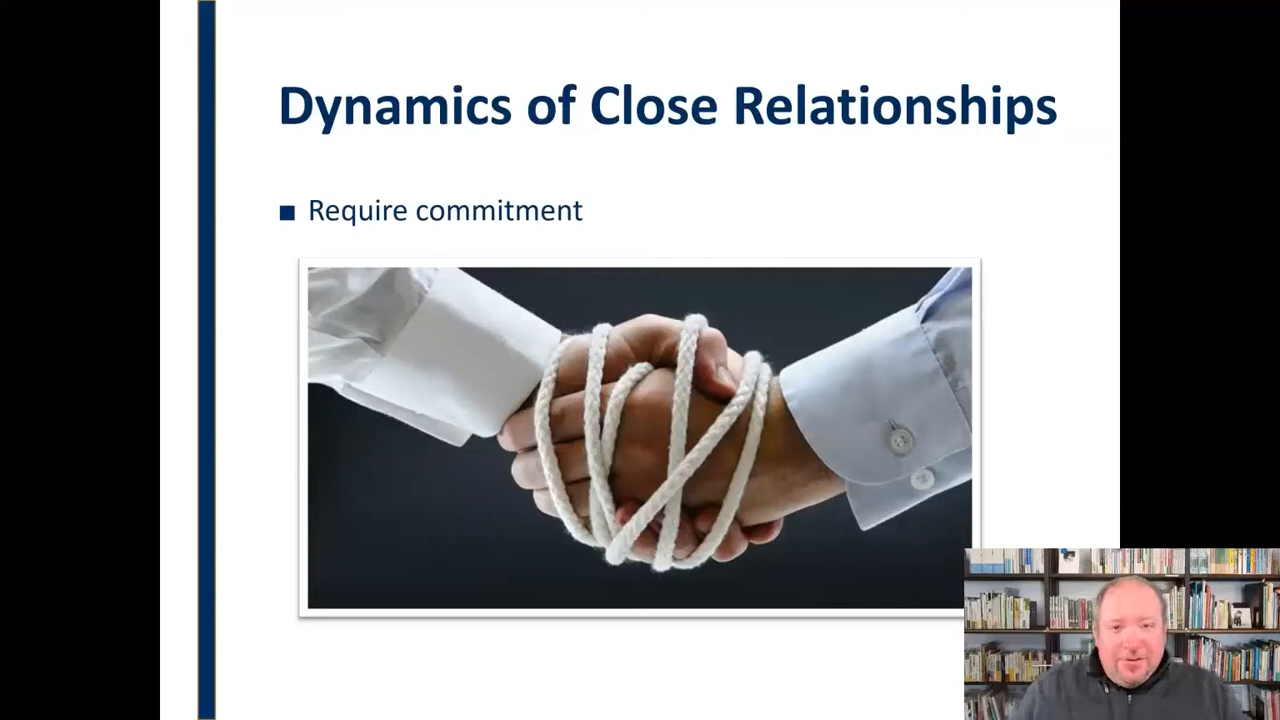 Dynamics of Close Relationships
■ Require commitment